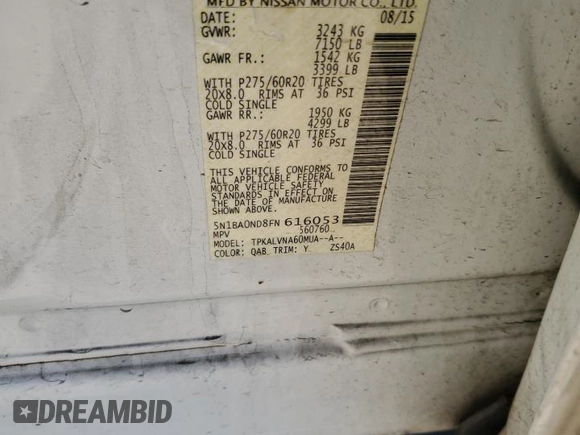 MFD BY NISSAN MOTOR CO., LTD.
DATE: 08/15
GVWR: 3243 KG
7150 LB
GAWR FR.: 1542 KG
3399 LB
WITH P275/60R20 TIRES
20X8.0 RIMS AT 36 PSI
COLD SINGLE
GAWR RR.: 1950 KG
4299 LB
WITH P275/60R20 TIRES
20X8.0 RIMS AT 36 PSI
COLD SINGLE
THIS VEHICLE CONFORMS TO
ALL APPLICABLE FEDERAL
MOTOR VEHICLE SAFETY
STANDARDS IN EFFECT ON
THE DATE OF MANUFACTURE
SHOWN ABOVE.
5N1BA0ND8FN 616053
MPV 560760
MODEL: TPKALVNA60MUA--A--
COLOR: QAB TRIM: Y ZS40A
DREAMBID